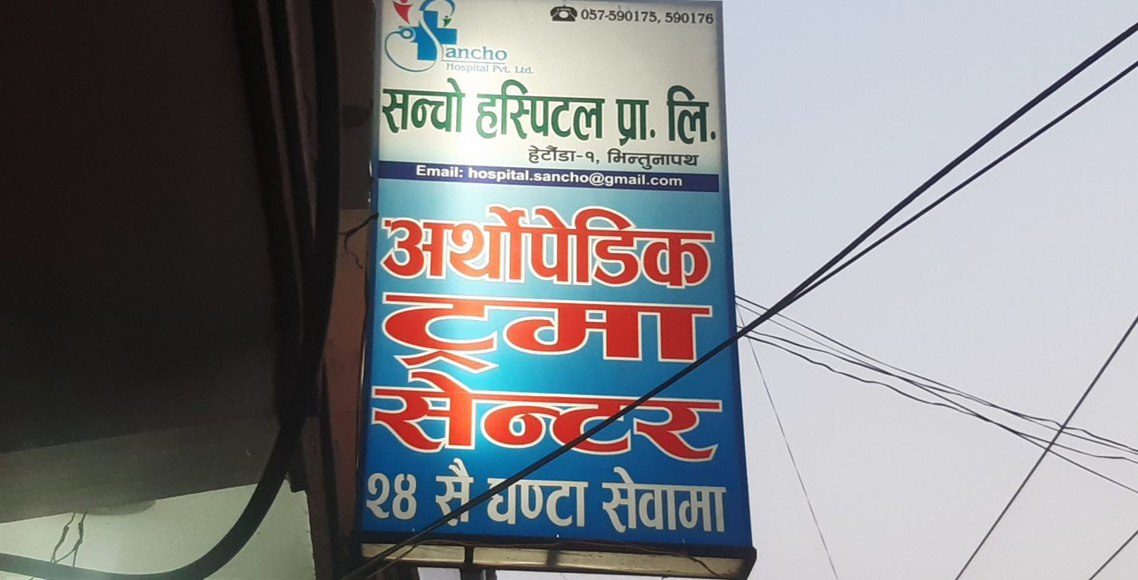 057-590175, 590176
Sancho
Hospital Pvt. Ltd.
सन्चो हस्पिटल प्रा. लि.
हेटौंडा-१, मिन्तुनापथ
Email: hospital.sancho@gmail.com
अर्थोपेडिक
ट्रमा
सेन्टर
२४ सै घण्टा सेवामा